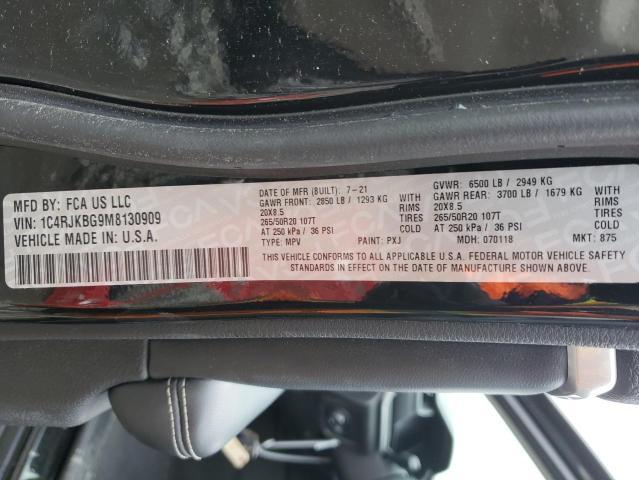 MFD BY: FCA US LLC
VIN: 1C4RJKBG9M8130909
VEHICLE MADE IN: U.S.A.
DATE OF MFR (BUILT): 7-21
GAWR FRONT: 2850 LB / 1293 KG WITH
20X8.5 RIMS
265/50R20 107T TIRES
AT 250 kPa / 36 PSI COLD
TYPE: MPV PAINT: PXJ
GVWR: 6500 LB / 2949 KG
GAWR REAR: 3700 LB / 1679 KG WITH
20X8.5 RIMS
265/50R20 107T TIRES
AT 250 kPa / 36 PSI COLD
MDH: 070118 MKT: 875
THIS VEHICLE CONFORMS TO ALL APPLICABLE U.S.A. FEDERAL MOTOR VEHICLE SAFETY
STANDARDS IN EFFECT ON THE DATE OF MANUFACTURE SHOWN ABOVE.